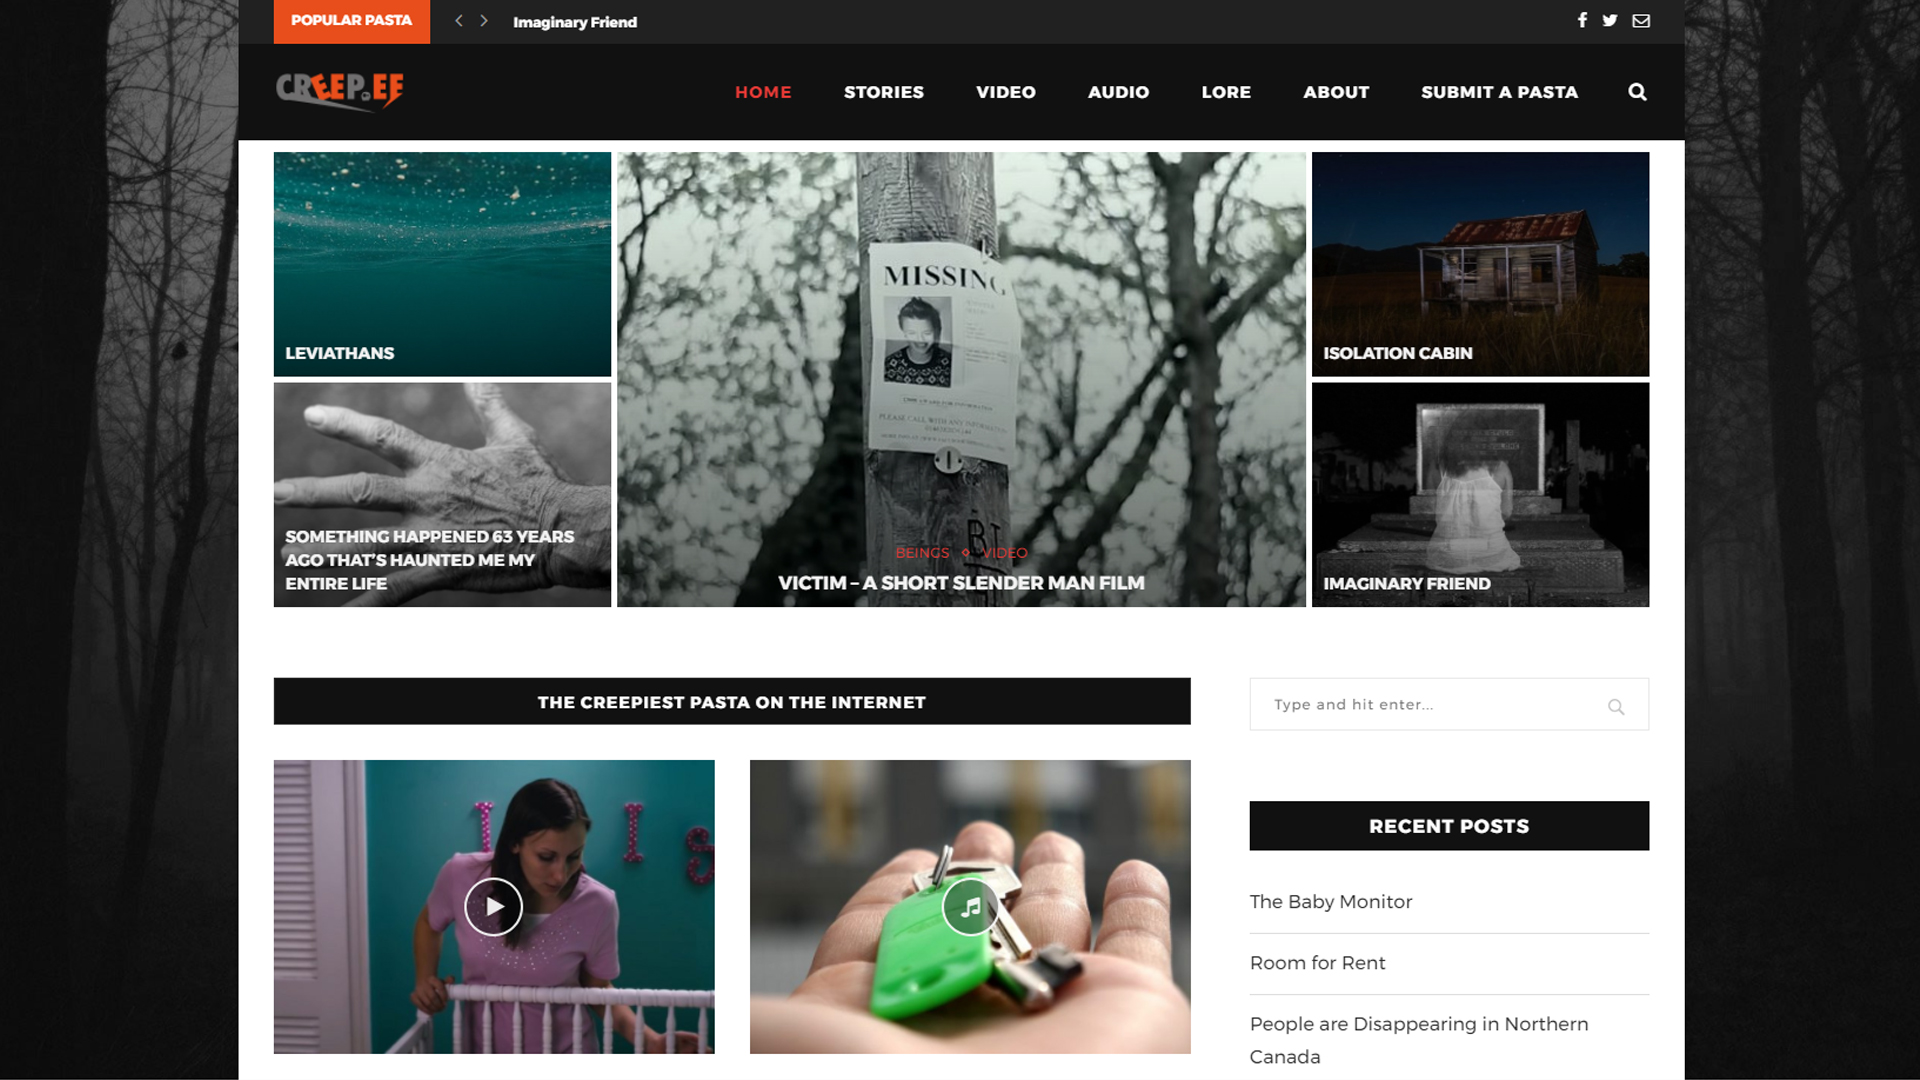 POPULAR PASTA
Imaginary Friend
CREEP.EF
HOME
STORIES
VIDEO
AUDIO
LORE
ABOUT
SUBMIT A PASTA
LEVIATHANS
SOMETHING HAPPENED 63 YEARS
AGO THAT'S HAUNTED ME MY
ENTIRE LIFE
MISSING
BEINGS
VIDEO
VICTIM – A SHORT SLENDER MAN FILM
ISOLATION CABIN
IMAGINARY FRIEND
THE CREEPIEST PASTA ON THE INTERNET
Type and hit enter...
RECENT POSTS
The Baby Monitor
Room for Rent
People are Disappearing in Northern
Canada